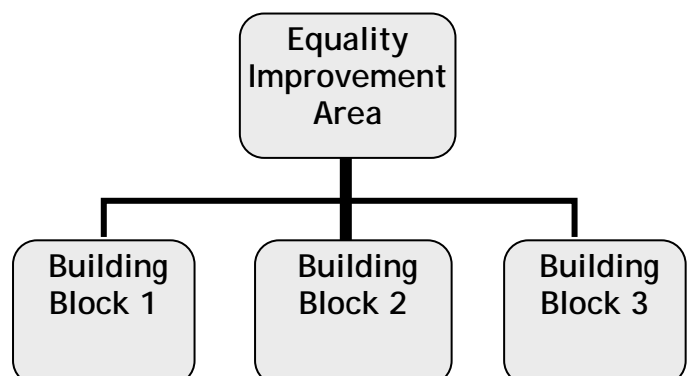 Equality
Improvement
Area
Building
Block 1
Building
Block 2
Building
Block 3